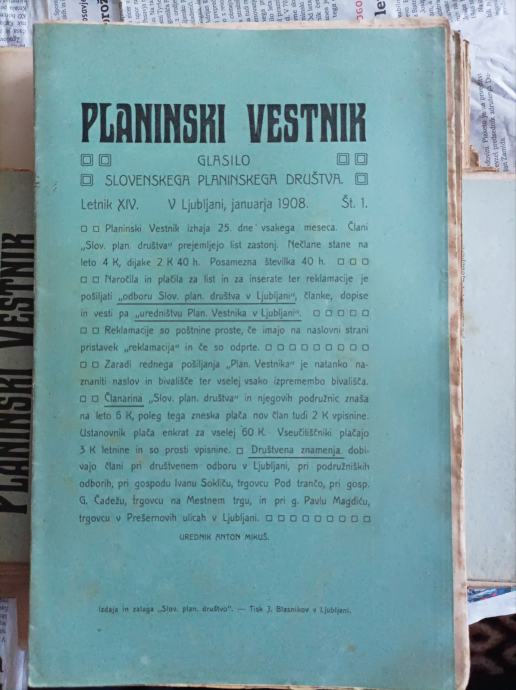 PLANINSKI VESTNIK
GLASILO
SLOVENSKEGA PLANINSKEGA DRUŠTVA.
Letnik XIV. V Ljubljani, januarja 1908. Št. 1.
Planinski Vestnik izhaja 25. dne vsakega meseca. Člani
„Slov. plan. društva" prejemljejo list zastonj. Nečlane stane na
leto 4 K, dijake 2 K 40 h. Posamezna številka 40 h.
Naročila in plačila za list in za inserate ter reklamacije je
pošiljati „odboru Slov. plan. društva v Ljubljani", članke, dopise
in vesti pa „uredništvu Plan. Vestnika v Ljubljani".
Reklamacije so poštnine proste, če imajo na naslovni strani
pristavek „reklamacija" in če so odprte.
Zaradi rednega pošiljanja „Plan. Vestnika" je natanko na-
znaniti naslov in bivališče ter vselej vsako izpremembo bivališča.
Članarina „Slov. plan. društva" in njegovih podružnic znaša
na leto 6 K, poleg tega zneska plača nov član tudi 2 K vpisnine.
Ustanovnik plača enkrat za vselej 60 K. Vseučiliščniki plačajo
3 K letnine in so prosti vpisnine. Društvena znamenja dobi-
vajo člani pri društvenem odboru v Ljubljani, pri podružniških
odborih, pri gospodu Ivanu Sokliču, trgovcu Pod trančo, pri gosp.
G. Čadežu, trgovcu na Mestnem trgu, in pri g. Pavlu Magdiću,
trgovcu v Prešernovih ulicah v Ljubljani.
UREDNIK ANTON MIKUŠ.
Izdaja in zalaga „Slov. plan. društvo". — Tisk J. Blasnikov v Ljubljani.
PLANINSKI VESTNIK